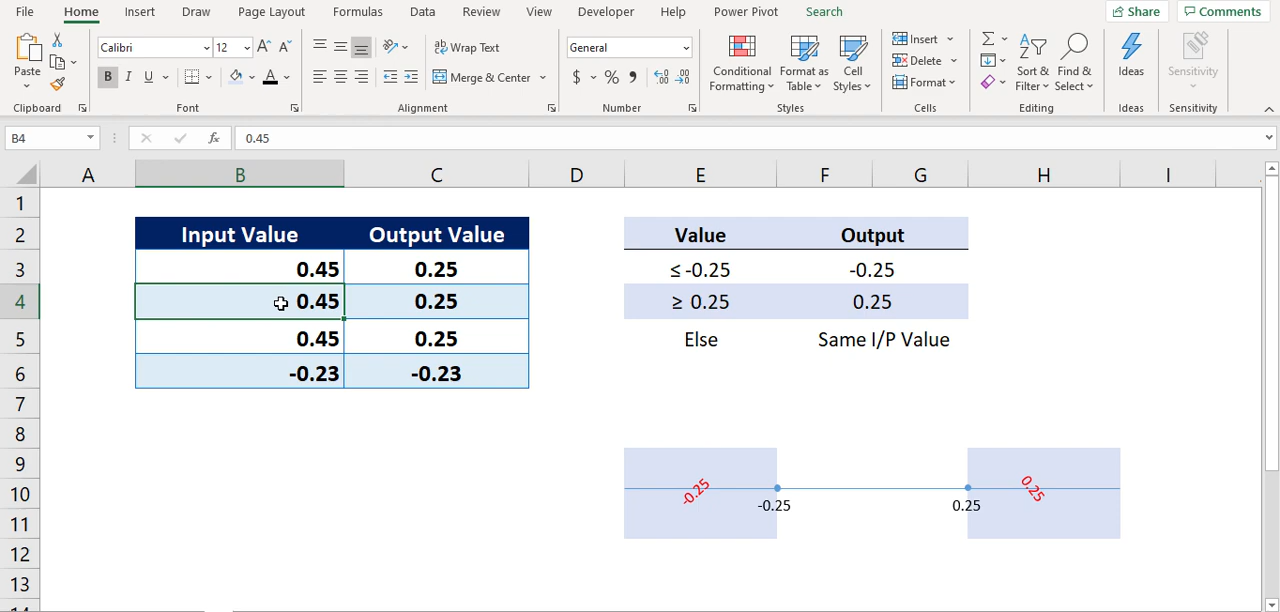 File Home Insert Draw Page Layout Formulas Data Review View Developer Help Power Pivot Search Share Comments
Calibri 12 Wrap Text General Insert
Paste Merge & Center Conditional Formatting Format as Table Cell Styles Delete Sort & Filter Find & Select Ideas Sensitivity
B I U $ % , Format
Clipboard Font Alignment Number Styles Cells Editing Ideas Sensitivity
B4 fx 0.45
A B C D E F G H I
1
2 Input Value Output Value Value Output
3 0.45 0.25 ≤ -0.25 -0.25
4 0.45 0.25 ≥ 0.25 0.25
5 0.45 0.25 Else Same I/P Value
6 -0.23 -0.23
7
8
9
10 -0.25 0.25
11 -0.25 0.25
12
13
14